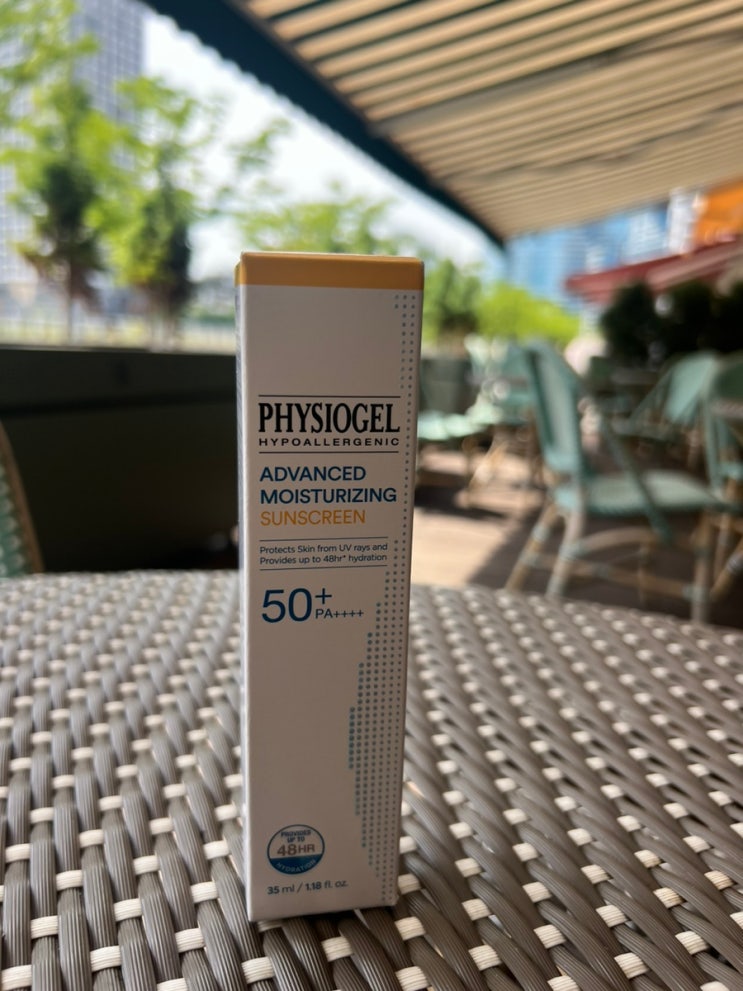 PHYSIOGEL
HYPOALLERGENIC
ADVANCED
MOISTURIZING
SUNSCREEN
Protects Skin from UV rays and
Provides up to 48hr* hydration
50+
PA++++
PROVIDES
UP TO
48HR
HYDRATION
35 ml / 1.18 fl. oz.